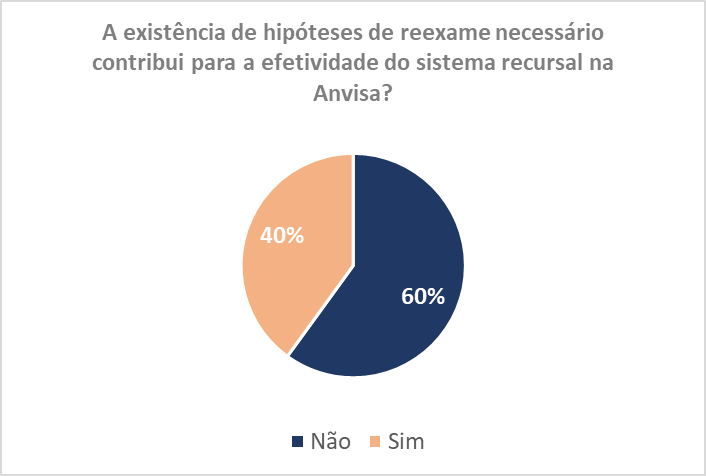 A existência de hipóteses de reexame necessário
contribui para a efetividade do sistema recursal na
Anvisa?
40%
60%
Não
Sim